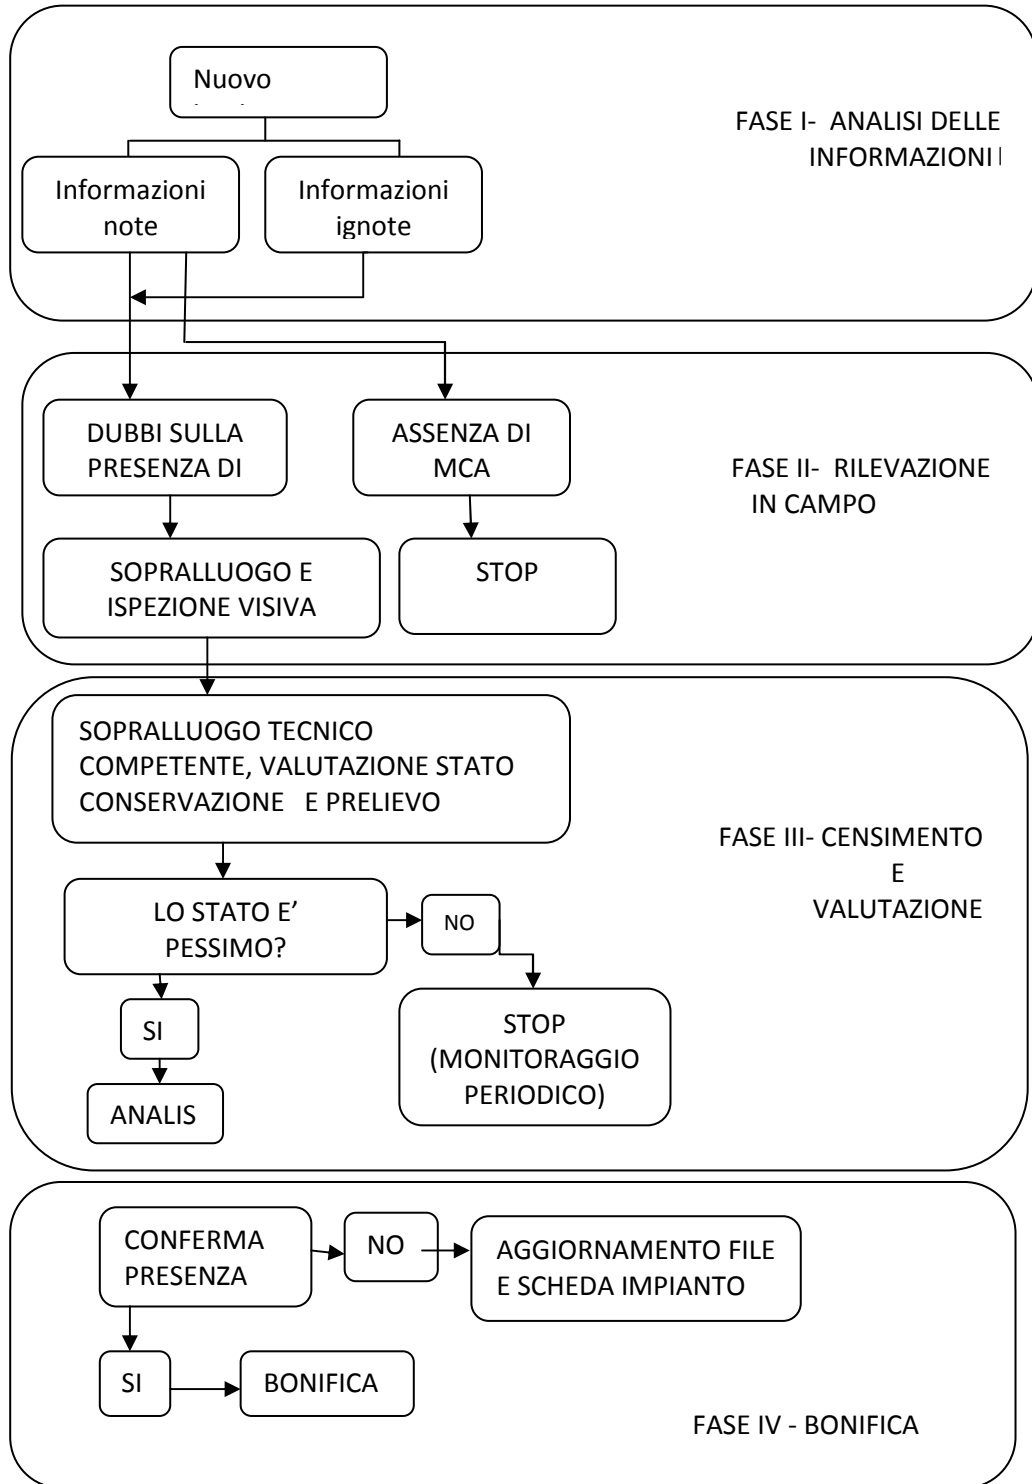 Nuovo
FASE I- ANALISI DELLE
INFORMAZIONI
Informazioni
note
Informazioni
ignote
DUBBI SULLA
PRESENZA DI
ASSENZA DI
MCA
FASE II- RILEVAZIONE
IN CAMPO
SOPRALLUOGO E
ISPEZIONE VISIVA
STOP
SOPRALLUOGO TECNICO
COMPETENTE, VALUTAZIONE STATO
CONSERVAZIONE E PRELIEVO
FASE III- CENSIMENTO
E
VALUTAZIONE
LO STATO E’
PESSIMO?
NO
SI
STOP
(MONITORAGGIO
PERIODICO)
ANALIS
CONFERMA
PRESENZA
NO
AGGIORNAMENTO FILE
E SCHEDA IMPIANTO
SI
BONIFICA
FASE IV - BONIFICA